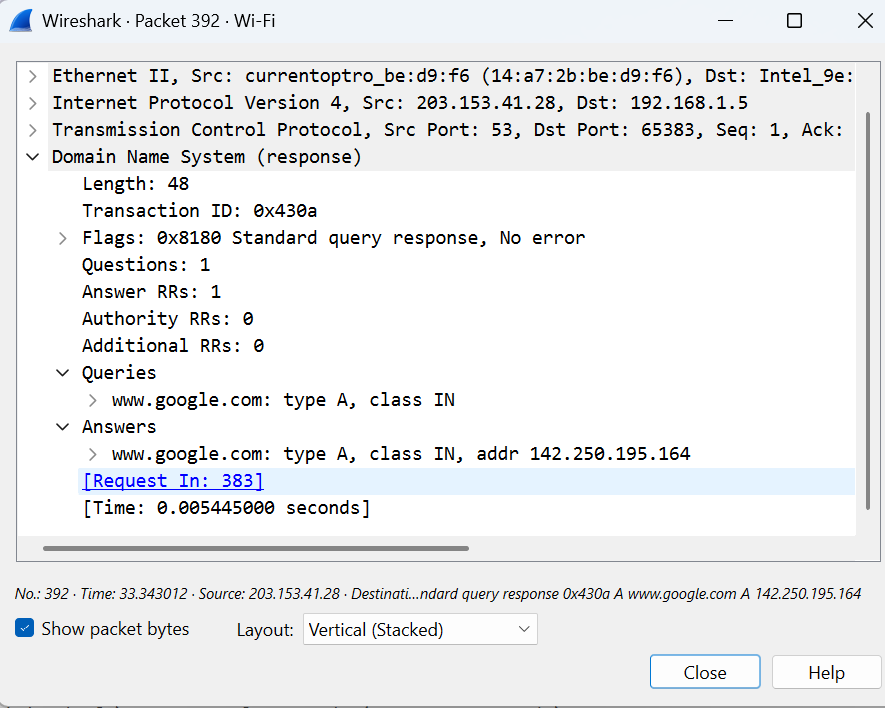 Wireshark · Packet 392 · Wi-Fi
Ethernet II, Src: currentoptro_be:d9:f6 (14:a7:2b:be:d9:f6), Dst: Intel_9e:
Internet Protocol Version 4, Src: 203.153.41.28, Dst: 192.168.1.5
Transmission Control Protocol, Src Port: 53, Dst Port: 65383, Seq: 1, Ack:
Domain Name System (response)
Length: 48
Transaction ID: 0x430a
Flags: 0x8180 Standard query response, No error
Questions: 1
Answer RRs: 1
Authority RRs: 0
Additional RRs: 0
Queries
www.google.com: type A, class IN
Answers
www.google.com: type A, class IN, addr 142.250.195.164
[Request In: 383]
[Time: 0.005445000 seconds]
No.: 392 · Time: 33.343012 · Source: 203.153.41.28 · Destinati…ndard query response 0x430a A www.google.com A 142.250.195.164
Show packet bytes
Layout: Vertical (Stacked)
Close Help